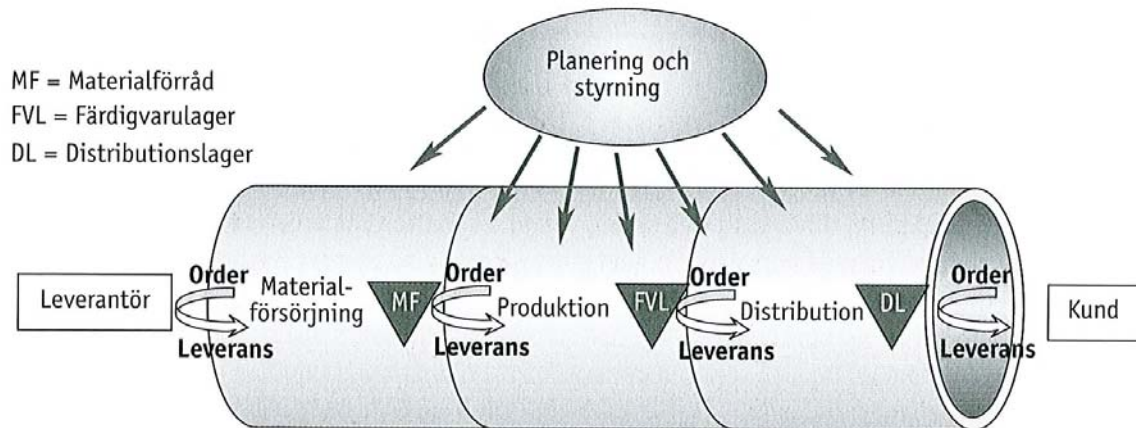 Planering och
styrning
MF = Materialförråd
FVL = Färdigvarulager
DL = Distributionslager
Leverantör
Order
Leverans
Material-
försörjning
MF
Order
Leverans
Produktion
FVL
Order
Leverans
Distribution
DL
Order
Leverans
Kund